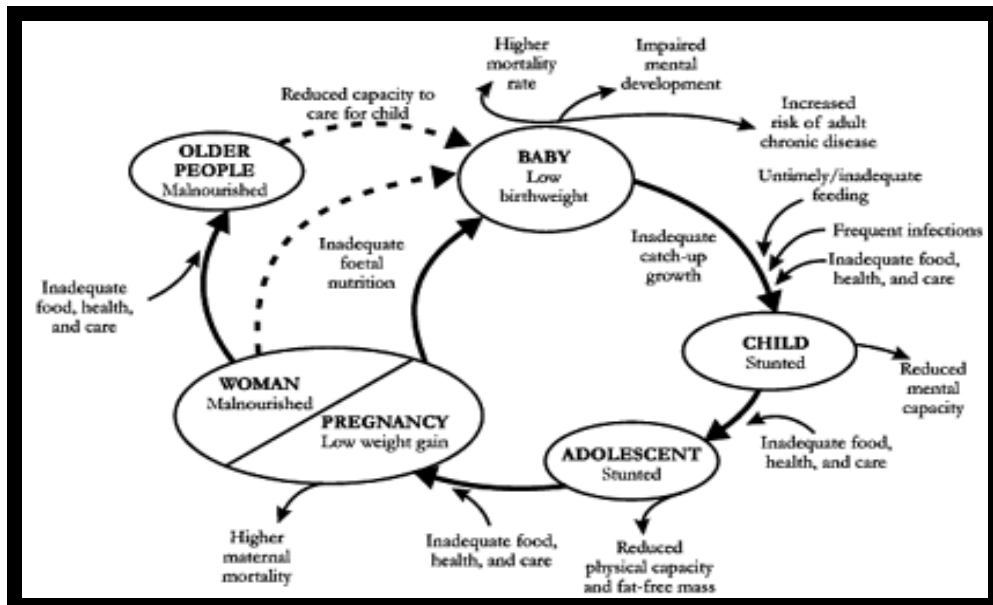 Higher
mortality
rate
Impaired
mental
development
Increased
risk of adult
chronic disease
Reduced capacity to
care for child
OLDER
PEOPLE
Malnourished
BABY
Low
birthweight
Untimely/inadequate
feeding
Frequent infections
Inadequate food,
health, and care
Inadequate
catch-up
growth
Inadequate
foetal
nutrition
Inadequate
food, health,
and care
CHILD
Stunted
Reduced
mental
capacity
WOMAN
Malnourished
PREGNANCY
Low weight gain
ADOLESCENT
Stunted
Inadequate food,
health, and care
Higher
maternal
mortality
Inadequate food,
health, and care
Reduced
physical capacity
and fat-free mass